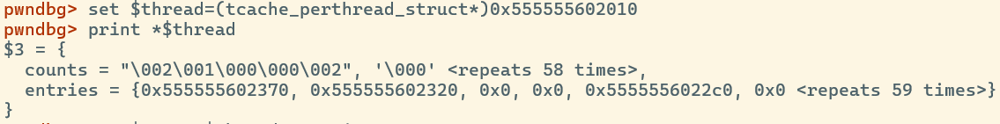 pwndbg> set $thread=(tcache_perthread_struct*)0x555555602010
pwndbg> print *$thread
$3 = {
  counts = "\002\001\000\000\002", '\000' <repeats 58 times>,
  entries = {0x555555602370, 0x555555602320, 0x0, 0x0, 0x5555556022c0, 0x0 <repeats 59 times>}
}